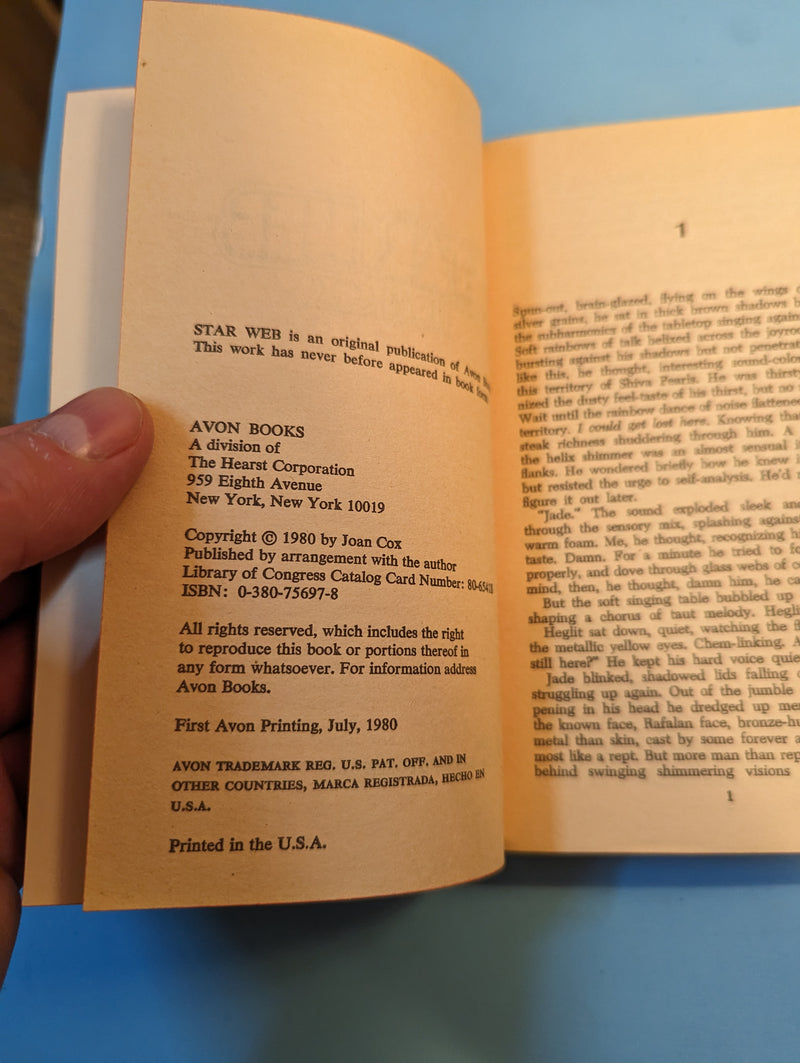 STAR WEB is an original publication of Avon
This work has never before appeared in book form.
AVON BOOKS
A division of
The Hearst Corporation
959 Eighth Avenue
New York, New York 10019
Copyright © 1980 by Joan Cox
Published by arrangement with the author
Library of Congress Catalog Card Number:
ISBN: 0-380-75697-8
All rights reserved, which includes the right
to reproduce this book or portions thereof in
any form whatsoever. For information address
Avon Books.
First Avon Printing, July, 1980
AVON TRADEMARK REG. U.S. PAT. OFF. AND IN
OTHER COUNTRIES, MARCA REGISTRADA, HECHO EN
U.S.A.
Printed in the U.S.A.
1
Spun-out, brain-glazed, flying on the wings
silver grains, he sat in thick brown shadows
the subharmonics of the tabletop singing
Soft rainbows of talk helixed across the
bursting against his shadows but not
like this, he thought, interesting
this territory of Shiva Pearls. He was
nized the dusty feel-taste of his thirst, but no
Wait until the rainbow dance of noise
territory. I could get lost here. Knowing
steak richness shuddering through him. A
the helix shimmer was an almost sensual
flanks. He wondered briefly how he knew
but resisted the urge to self-analysis. He'd
figure it out later.
"Jade." The sound exploded sleek
through the sensory mix, splashing
warm foam. Me, he thought, recognizing
taste. Damn. For a minute he tried to
properly, and dove through glass webs of
mind, then, he thought, damn him, he
But the soft singing table bubbled up
shaping a chorus of taut melody.
Heglit sat down, quiet, watching the
the metallic yellow eyes. Chem-linking.
still here?" He kept his hard voice
Jade blinked, shadowed lids falling
struggling up again. Out of the jumble
pening in his head he dredged up
the known face, Rafalan face,
metal than skin, cast by some forever
most like a rept. But more man than
behind swinging shimmering visions
1